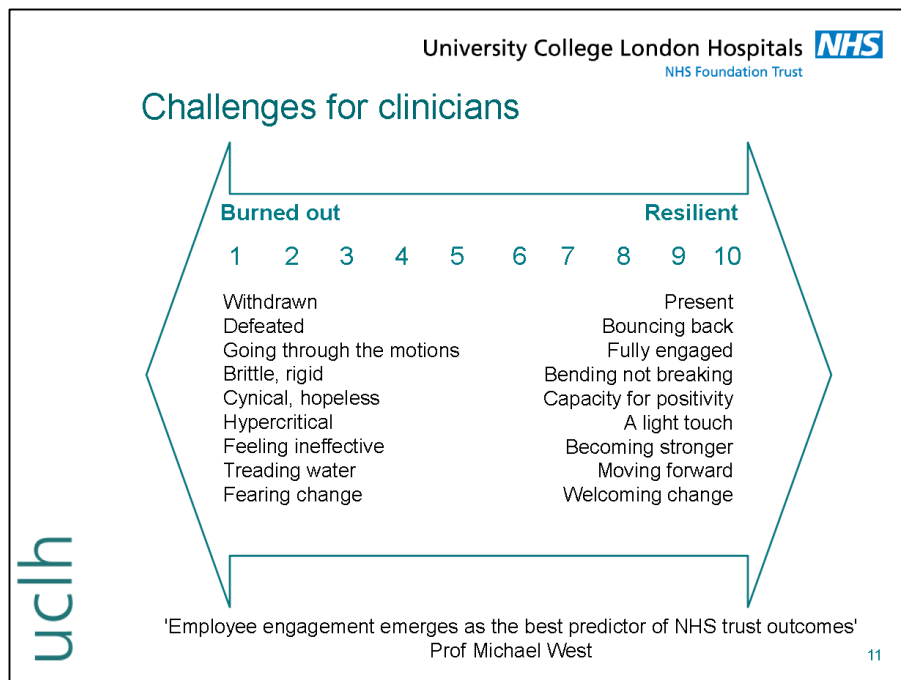 University College London Hospitals NHS
NHS Foundation Trust
Challenges for clinicians
Burned out Resilient
1 2 3 4 5 6 7 8 9 10
Withdrawn Present
Defeated Bouncing back
Going through the motions Fully engaged
Brittle, rigid Bending not breaking
Cynical, hopeless Capacity for positivity
Hypercritical A light touch
Feeling ineffective Becoming stronger
Treading water Moving forward
Fearing change Welcoming change
uclh
'Employee engagement emerges as the best predictor of NHS trust outcomes'
Prof Michael West
11